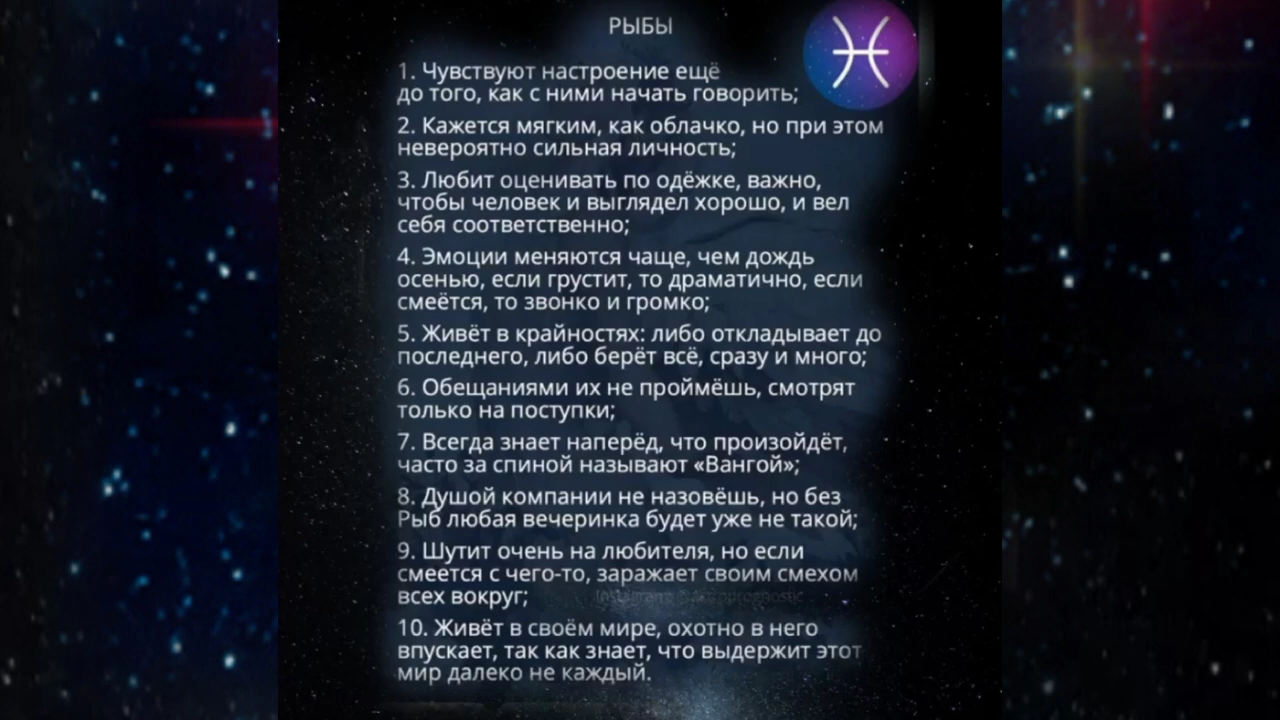 РЫБЫ
1. Чувствуют настроение ещё
до того, как с ними начать говорить;
2. Кажется мягким, как облачко, но при этом
невероятно сильная личность;
3. Любит оценивать по одёжке, важно,
чтобы человек и выглядел хорошо, и вел
себя соответственно;
4. Эмоции меняются чаще, чем дождь
осенью, если грустит, то драматично, если
смеётся, то звонко и громко;
5. Живёт в крайностях: либо откладывает до
последнего, либо берёт всё, сразу и много;
6. Обещаниями их не проймёшь, смотрят
только на поступки;
7. Всегда знает наперёд, что произойдёт,
часто за спиной называют «Вангой»;
8. Душой компании не назовёшь, но без
Рыб любая вечеринка будет уже не такой;
9. Шутит очень на любителя, но если
смеется с чего-то, заражает своим смехом
всех вокруг;
10. Живёт в своём мире, охотно в него
впускает, так как знает, что выдержит этот
мир далеко не каждый.